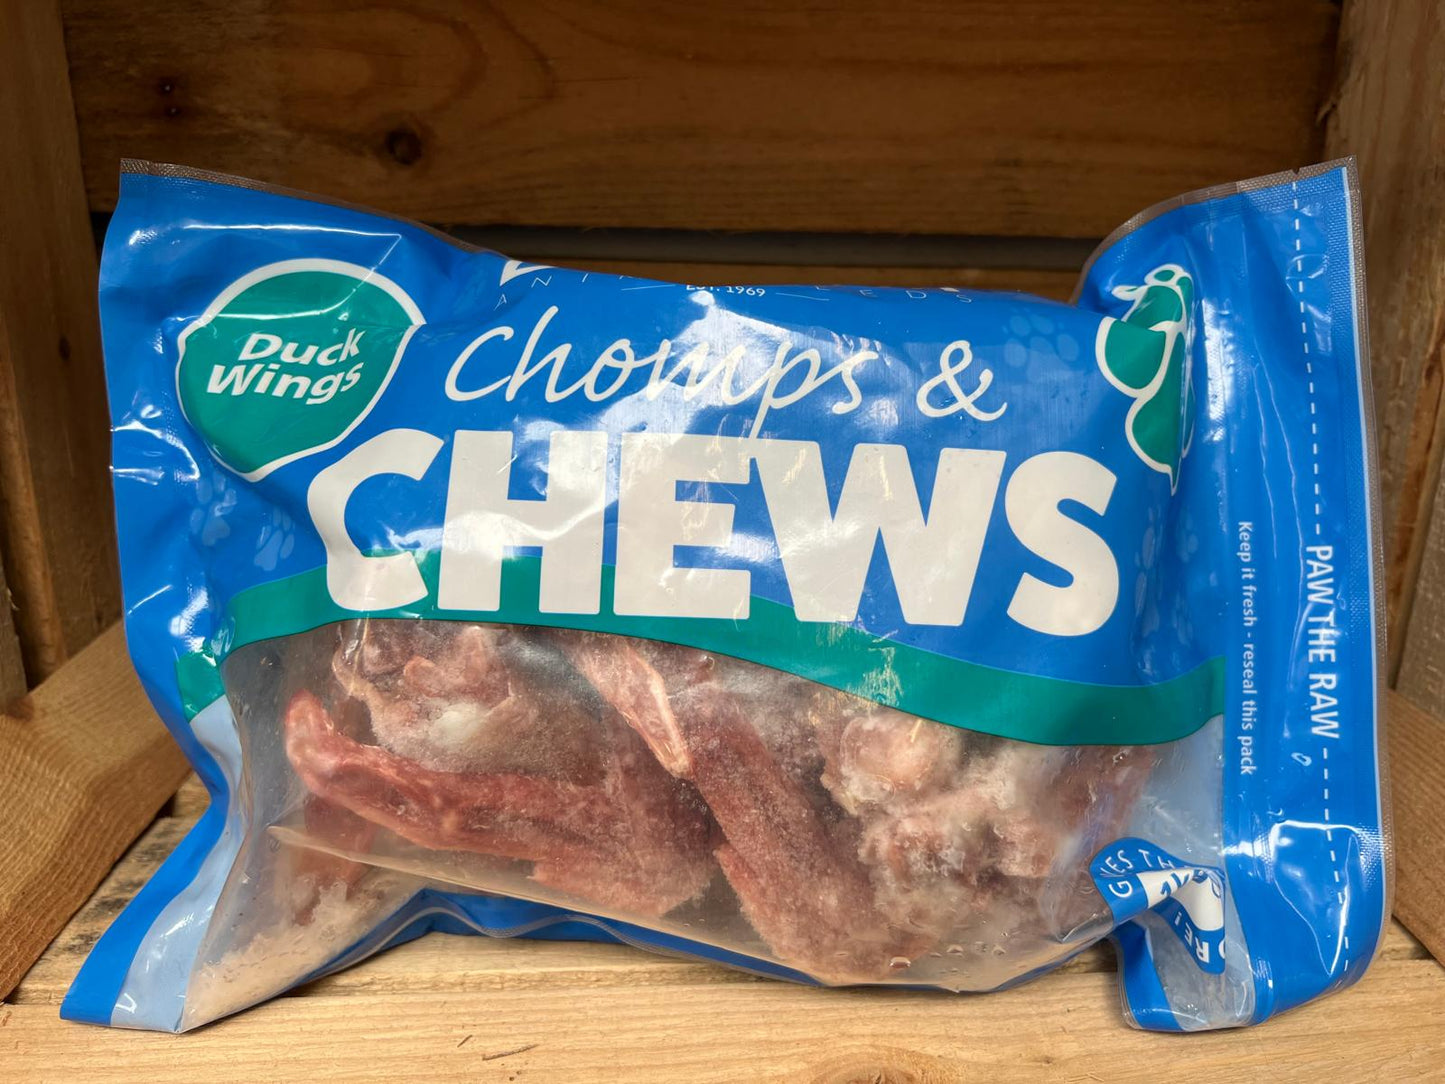 Duck
Wings
EST. 1969
Chomps &
CHEWS
PAW THE RAW
Keep it fresh - reseal this pack